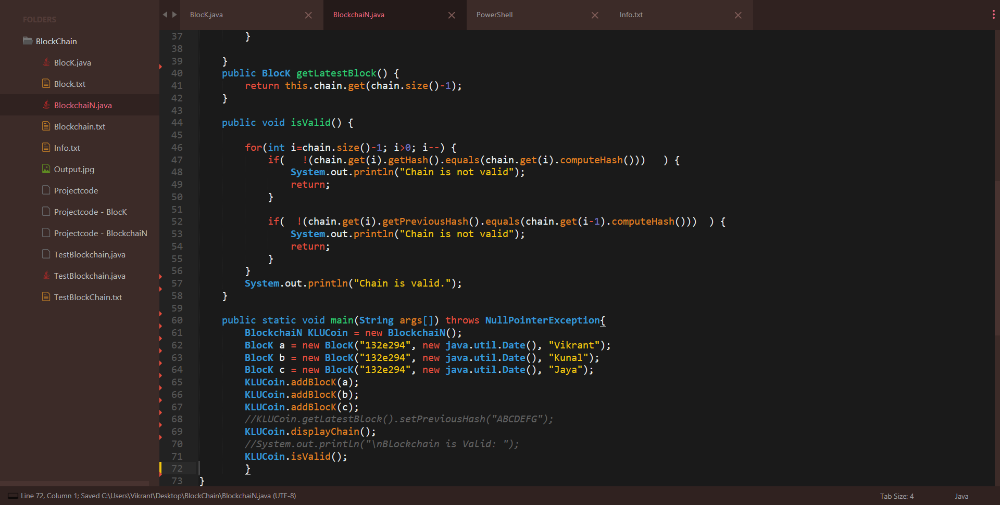 FOLDERS
BlockChain
BlocK.java
Block.txt
BlockchaiN.java
Blockchain.txt
Info.txt
Output.jpg
Projectcode
Projectcode - BlocK
Projectcode - BlockchaiN
TestBlockchain,java
TestBlockchain.java
TestBlockChain.txt
BlocK.java
BlockchaiN.java
PowerShell
Info.txt
37         }
38
39     }
40     public BlocK getLatestBlock() {
41         return this.chain.get(chain.size()-1);
42     }
43
44     public void isValid() {
45
46         for(int i=chain.size()-1; i>0; i--) {
47             if(   !(chain.get(i).getHash().equals(chain.get(i).computeHash()))   ) {
48                 System.out.println("Chain is not valid");
49                 return;
50             }
51
52             if(  !(chain.get(i).getPreviousHash().equals(chain.get(i-1).computeHash()))  ) {
53                 System.out.println("Chain is not valid");
54                 return;
55             }
56         }
57         System.out.println("Chain is valid.");
58     }
59
60     public static void main(String args[]) throws NullPointerException{
61         BlockchaiN KLUCoin = new BlockchaiN();
62         BlocK a = new BlocK("132e294", new java.util.Date(), "Vikrant");
63         BlocK b = new BlocK("132e294", new java.util.Date(), "Kunal");
64         BlocK c = new BlocK("132e294", new java.util.Date(), "Jaya");
65         KLUCoin.addBlocK(a);
66         KLUCoin.addBlocK(b);
67         KLUCoin.addBlocK(c);
68         //KLUCoin.getLatestBlock().setPreviousHash("ABCDEFG");
69         KLUCoin.displayChain();
70         //System.out.println("\nBlockchain is Valid: ");
71         KLUCoin.isValid();
72         }
73 }
Line 72, Column 1; Saved C:\Users\Vikrant\Desktop\BlockChain\BlockchaiN.java (UTF-8)
Tab Size: 4
Java